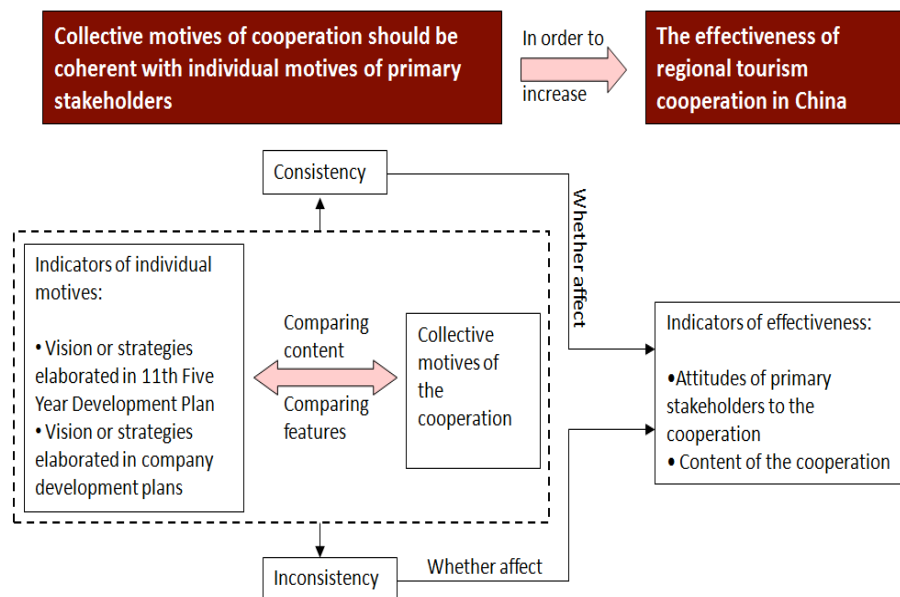 Collective motives of cooperation should be
coherent with individual motives of primary
stakeholders
In order to
increase
The effectiveness of
regional tourism
cooperation in China
Consistency
Whether affect
Indicators of individual
motives:
• Vision or strategies
elaborated in 11th Five
Year Development Plan
• Vision or strategies
elaborated in company
development plans
Comparing
content
Comparing
features
Collective
motives of
the
cooperation
Indicators of effectiveness:
•Attitudes of primary
stakeholders to the
cooperation
• Content of the cooperation
Inconsistency
Whether affect